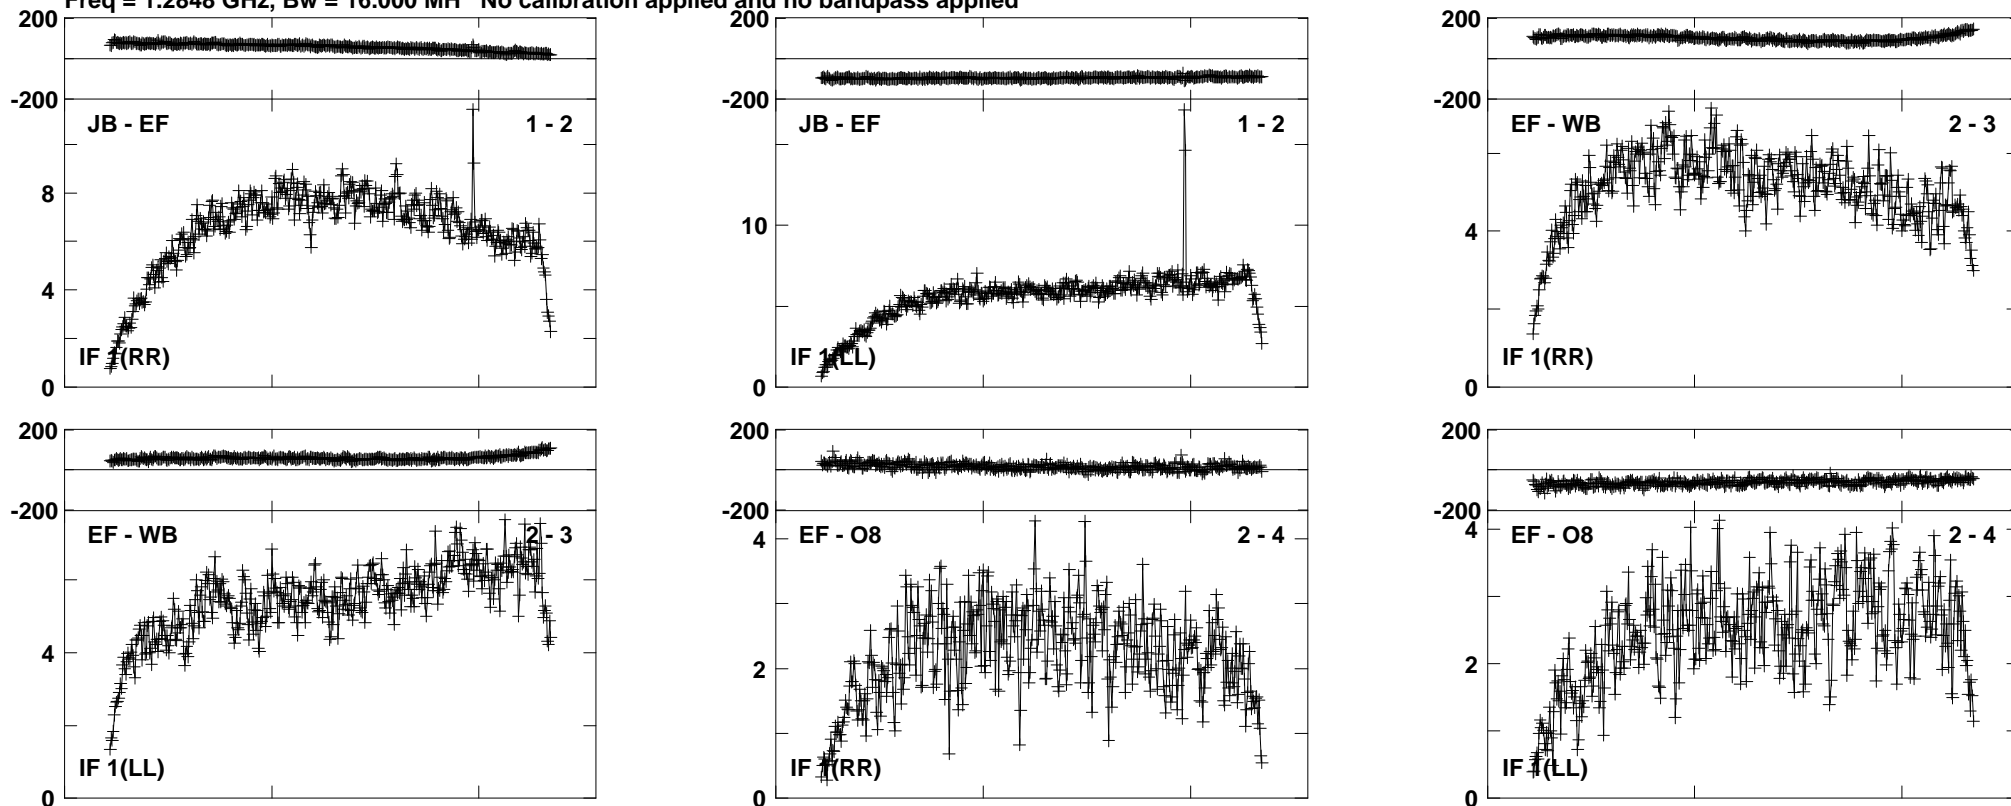 Freq = 1.2848 GHz, Bw = 16.000 MH No calibration applied and no bandpass applied
200
-200
JB - EF
1 - 2
8
4
0
IF 1(RR)
200
-200
JB - EF
1 - 2
10
0
IF 1(LL)
200
-200
EF - WB
2 - 3
4
0
IF 1(RR)
200
-200
EF - WB
2 - 3
4
0
IF 1(LL)
200
-200
EF - O8
2 - 4
4
2
0
IF 1(RR)
200
-200
EF - O8
2 - 4
4
2
0
IF 1(LL)